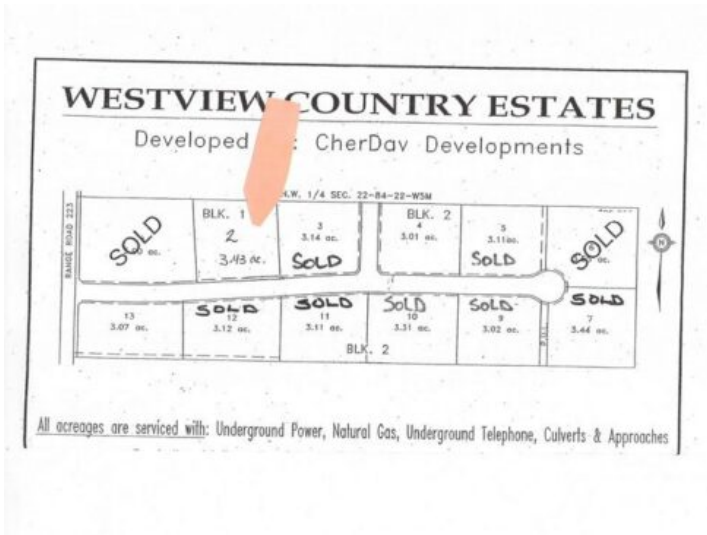 WESTVIEW COUNTRY ESTATES
Developed : CherDav Developments
N.W. 1/4 SEC. 22-84-22-W5M
RANGE ROAD 223
SOLD
ac.
BLK. 1
2
3.43 ac.
3
3.14 ac.
SOLD
BLK. 2
4
3.01 ac.
5
3.11 ac.
SOLD
SOLD
ac.
13
3.07 ac.
SOLD
12
3.12 ac.
SOLD
11
3.11 ac.
SOLD
10
3.31 ac.
SOLD
9
3.02 ac.
SOLD
7
3.44 ac.
BLK. 2
P.U.L.
N
All acreages are serviced with: Underground Power, Natural Gas, Underground Telephone, Culverts & Approaches